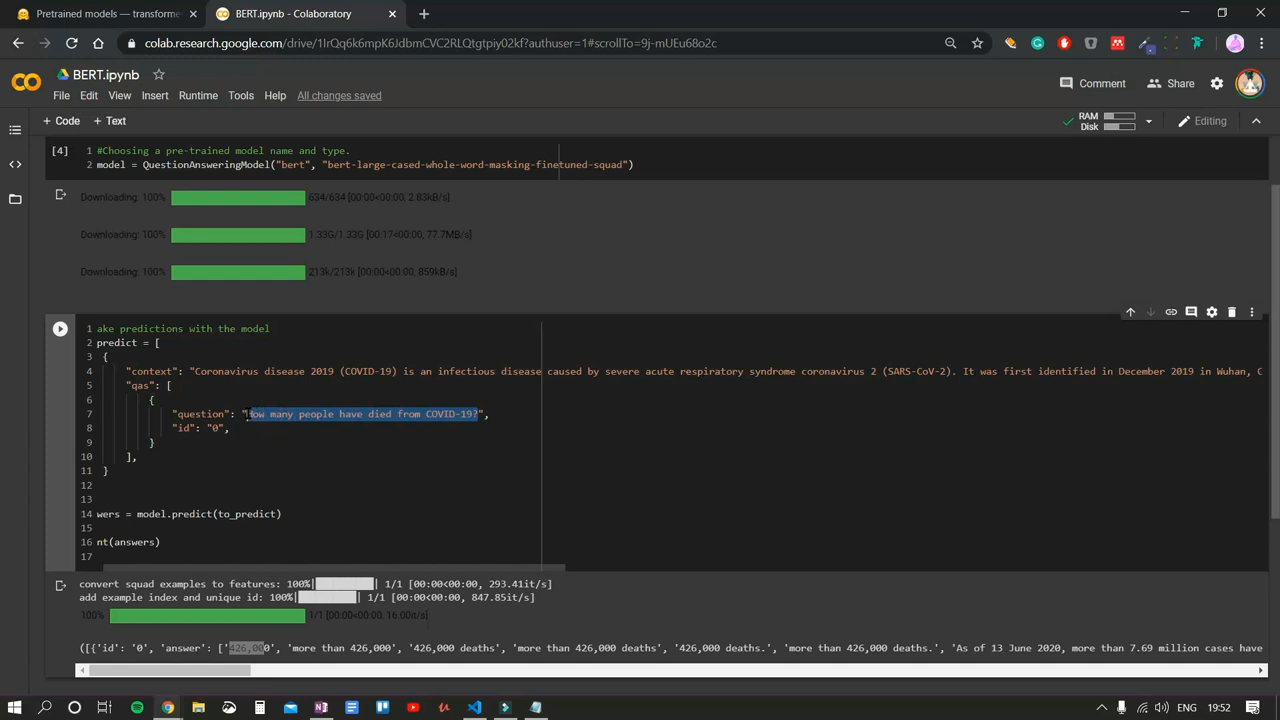 Pretrained models — transforme
BERT.ipynb - Colaboratory
colab.research.google.com/drive/1IrQq6k6mpK6JdbmCVC2RLQtgtpiy02kf?authuser=1#scrollTo=9j-mUEu68o2c
BERT.ipynb
File Edit View Insert Runtime Tools Help All changes saved
Comment Share
+ Code + Text
RAM
Disk
Editing
[4] 1 #Choosing a pre-trained model name and type.
2 model = QuestionAnsweringModel("bert", "bert-large-cased-whole-word-masking-finetuned-squad")
Downloading: 100% 634/634 [00:00<00:00, 2.83kB/s]
Downloading: 100% 1.33G/1.33G [00:17<00:00, 77.7MB/s]
Downloading: 100% 213k/213k [00:00<00:00, 859kB/s]
1 ake predictions with the model
2 predict = [
3 {
4 "context": "Coronavirus disease 2019 (COVID-19) is an infectious disease caused by severe acute respiratory syndrome coronavirus 2 (SARS-CoV-2). It was first identified in December 2019 in Wuhan, C
5 "qas": [
6 {
7 "question": "How many people have died from COVID-19?",
8 "id": "0",
9 }
10 ],
11 }
12
13
14 wers = model.predict(to_predict)
15
16 nt(answers)
17
convert squad examples to features: 100%| | 1/1 [00:00<00:00, 293.41it/s]
add example index and unique id: 100%| | 1/1 [00:00<00:00, 847.85it/s]
100% 1/1 [00:00<00:00, 16.00it/s]
([{'id': '0', 'answer': ['426,000', 'more than 426,000', '426,000 deaths', 'more than 426,000 deaths', '426,000 deaths.', 'more than 426,000 deaths.', 'As of 13 June 2020, more than 7.69 million cases have
19:52